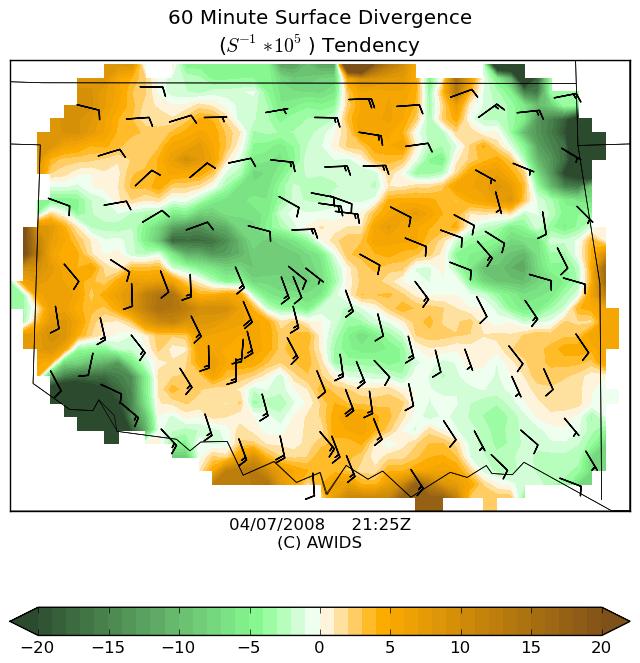 60 Minute Surface Divergence
(S⁻¹ * 10⁵ ) Tendency
04/07/2008 21:25Z
(C) AWIDS
−20 −15 −10 −5 0 5 10 15 20